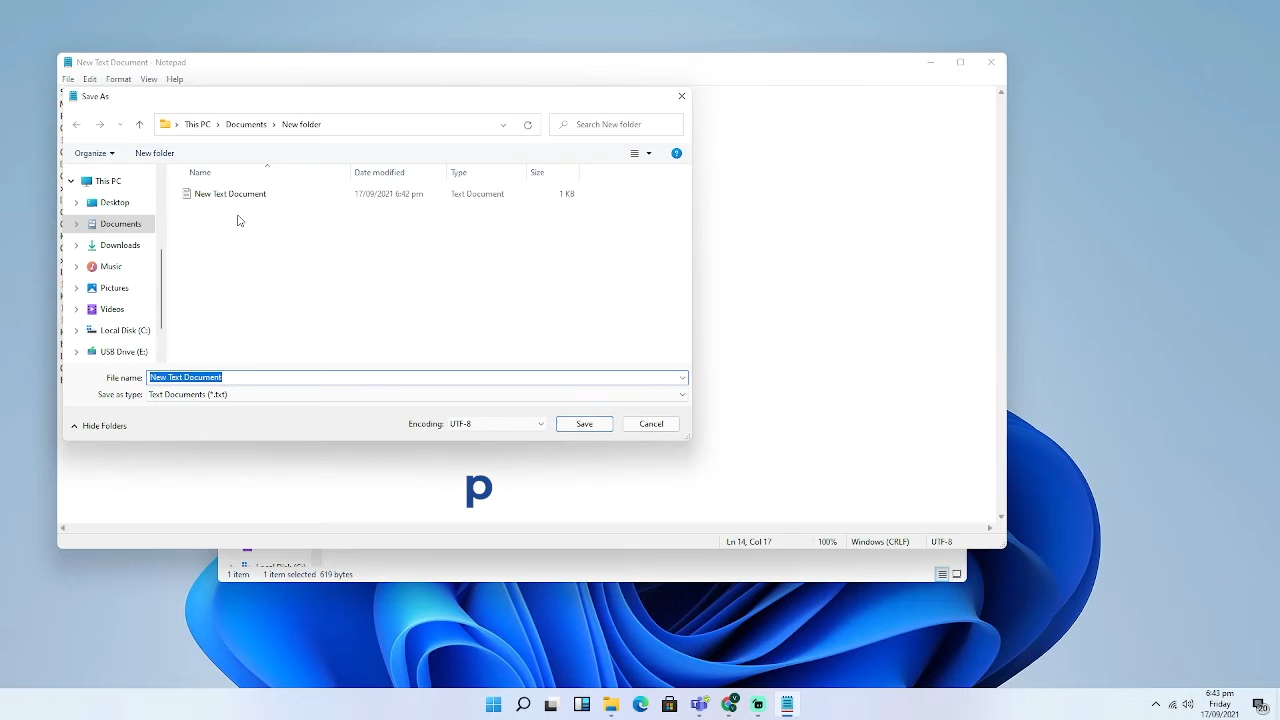 New Text Document - Notepad
File Edit Format View Help
Save As
This PC > Documents > New folder
Search New folder
Organize
New folder
Name Date modified Type Size
New Text Document 17/09/2021 6:42 pm Text Document 1 KB
This PC
Desktop
Documents
Downloads
Music
Pictures
Videos
Local Disk (C:)
USB Drive (E:)
File name: New Text Document
Save as type: Text Documents (*.txt)
Hide Folders
Encoding: UTF-8
Save
Cancel
p
Ln 14, Col 17 100% Windows (CRLF) UTF-8
1 item 1 item selected 619 bytes
6:43 pm
Friday
17/09/2021